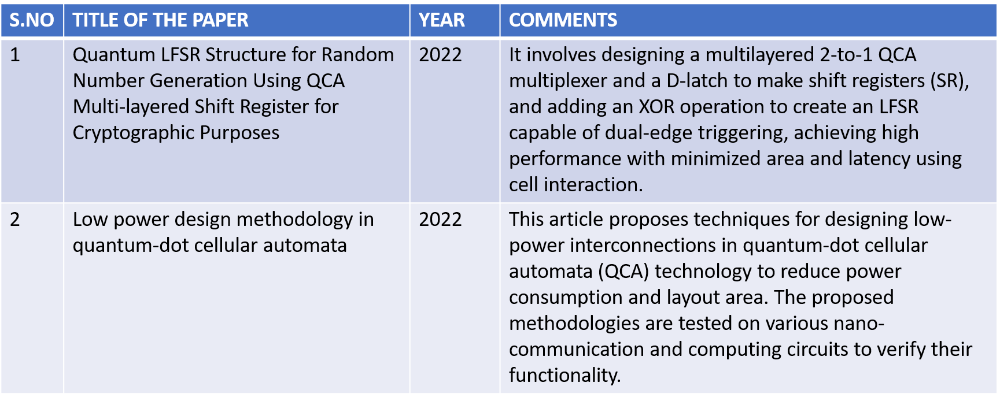 S.NO TITLE OF THE PAPER YEAR COMMENTS
1
Quantum LFSR Structure for Random
Number Generation Using QCA
Multi-layered Shift Register for
Cryptographic Purposes
2022
It involves designing a multilayered 2-to-1 QCA
multiplexer and a D-latch to make shift registers (SR),
and adding an XOR operation to create an LFSR
capable of dual-edge triggering, achieving high
performance with minimized area and latency using
cell interaction.
2
Low power design methodology in
quantum-dot cellular automata
2022
This article proposes techniques for designing low-
power interconnections in quantum-dot cellular
automata (QCA) technology to reduce power
consumption and layout area. The proposed
methodologies are tested on various nano-
communication and computing circuits to verify their
functionality.